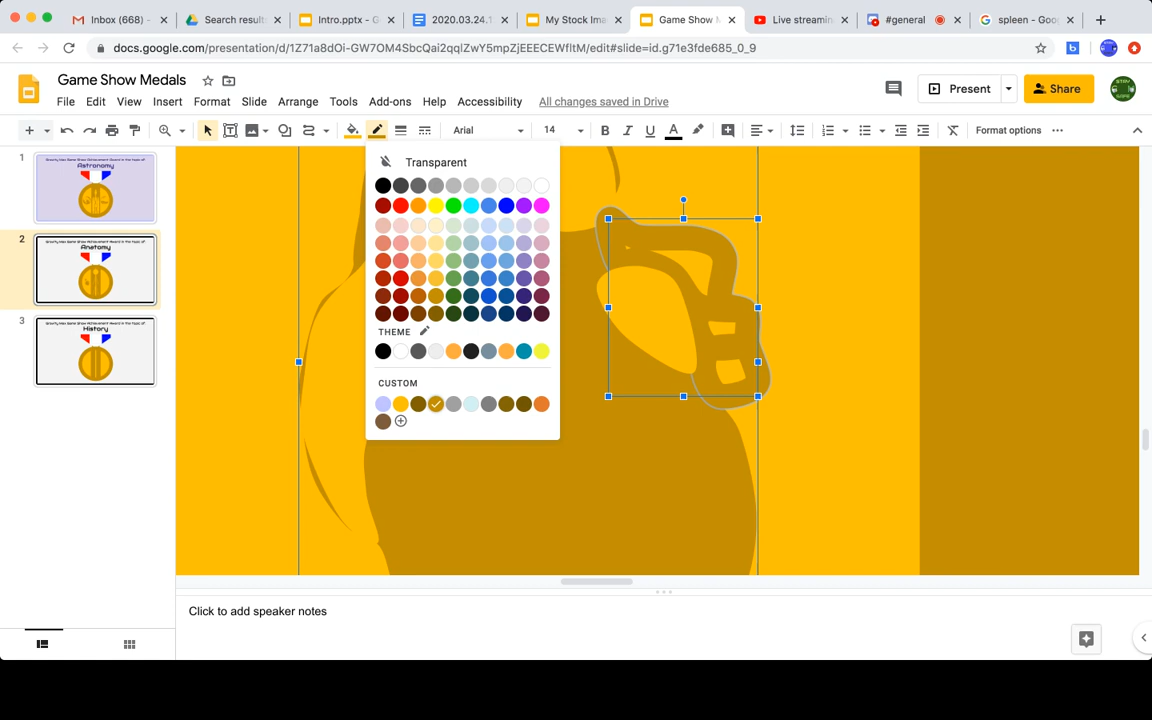 Inbox (668) -
Search results
Intro.pptx - G
2020.03.24.1
My Stock Ima
Game Show M
Live streamin
#general
spleen - Goo
docs.google.com/presentation/d/1Z71a8dOi-GW7OM4SbcQai2qqlZwY5mpZjEEECEWfItM/edit#slide=id.g71e3fde685_0_9
Game Show Medals
File Edit View Insert Format Slide Arrange Tools Add-ons Help Accessibility All changes saved in Drive
Present
Share
Arial
14
B I U A
Format options
Transparent
THEME
CUSTOM
1
Astronomy
2
Anatomy
3
History
Click to add speaker notes